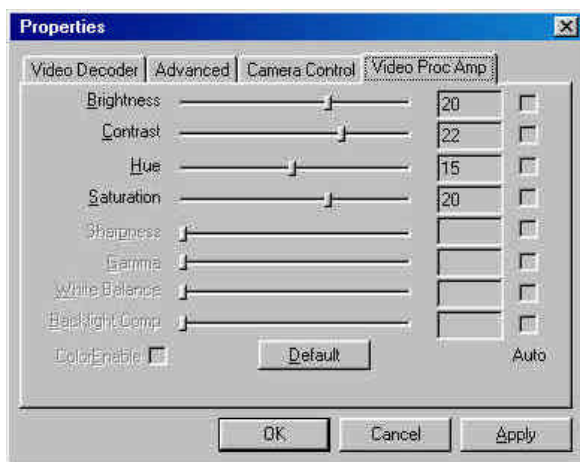 Properties
Video Decoder Advanced Camera Control Video Proc Amp
Brightness 20
Contrast 22
Hue 15
Saturation 20
Sharpness
Gamma
White Balance
Backlight Comp
ColorEnable Default Auto
OK Cancel Apply